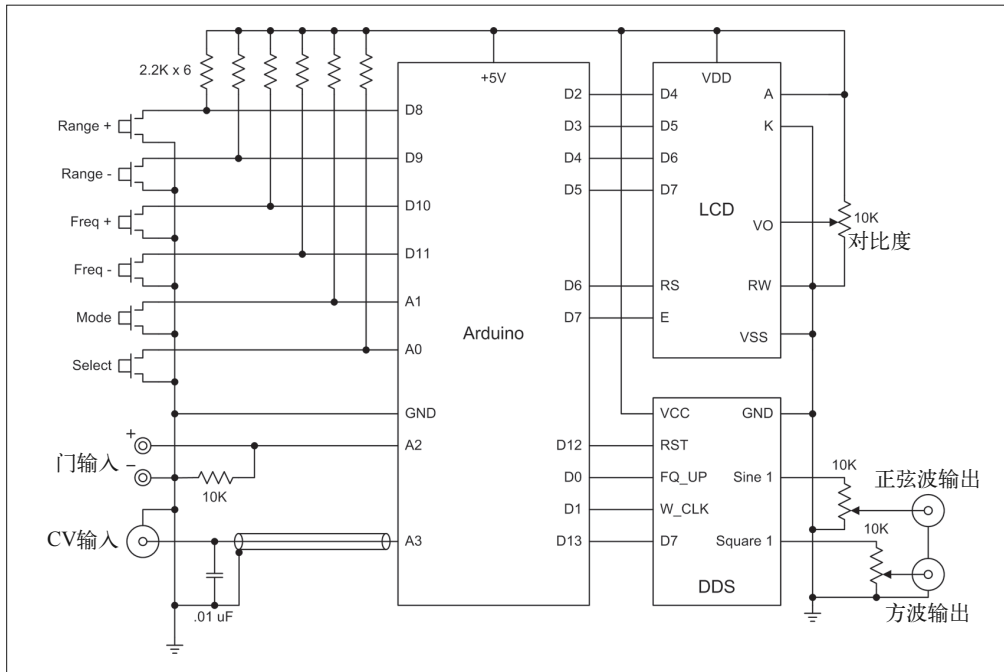 2.2K x 6
Range +
Range -
Freq +
Freq -
Mode
Select
+
门输入
-
10K
CV输入
.01 uF
+5V
D8
D9
D10
D11
A1
A0
GND
A2
A3
Arduino
D2
D3
D4
D5
D6
D7
D12
D0
D1
D13
VDD
D4
D5
D6
D7
RS
E
LCD
A
K
VO
RW
VSS
10K
对比度
VCC
RST
FQ_UP
W_CLK
D7
GND
Sine 1
Square 1
DDS
10K
正弦波输出
10K
方波输出